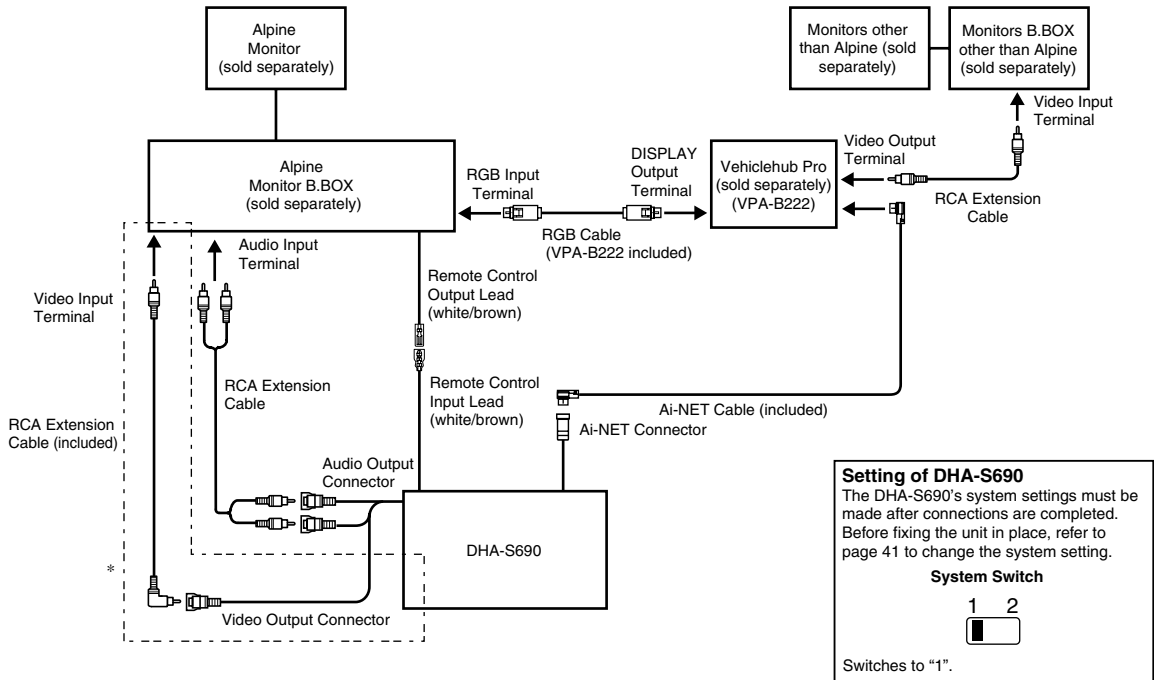 Alpine
Monitor
(sold separately)
Monitors other
than Alpine (sold
separately)
Monitors B.BOX
other than Alpine
(sold separately)
Video Input
Terminal
Alpine
Monitor B.BOX
(sold separately)
RGB Input
Terminal
DISPLAY
Output
Terminal
RGB Cable
(VPA-B222 included)
Vehiclehub Pro
(sold separately)
(VPA-B222)
Video Output
Terminal
RCA Extension
Cable
Audio Input
Terminal
Video Input
Terminal
Remote Control
Output Lead
(white/brown)
RCA Extension
Cable
Remote Control
Input Lead
(white/brown)
RCA Extension
Cable (included)
Ai-NET Cable (included)
Ai-NET Connector
Audio Output
Connector
DHA-S690
*
Video Output Connector
Setting of DHA-S690
The DHA-S690's system settings must be
made after connections are completed.
Before fixing the unit in place, refer to
page 41 to change the system setting.
System Switch
1 2
Switches to “1”.